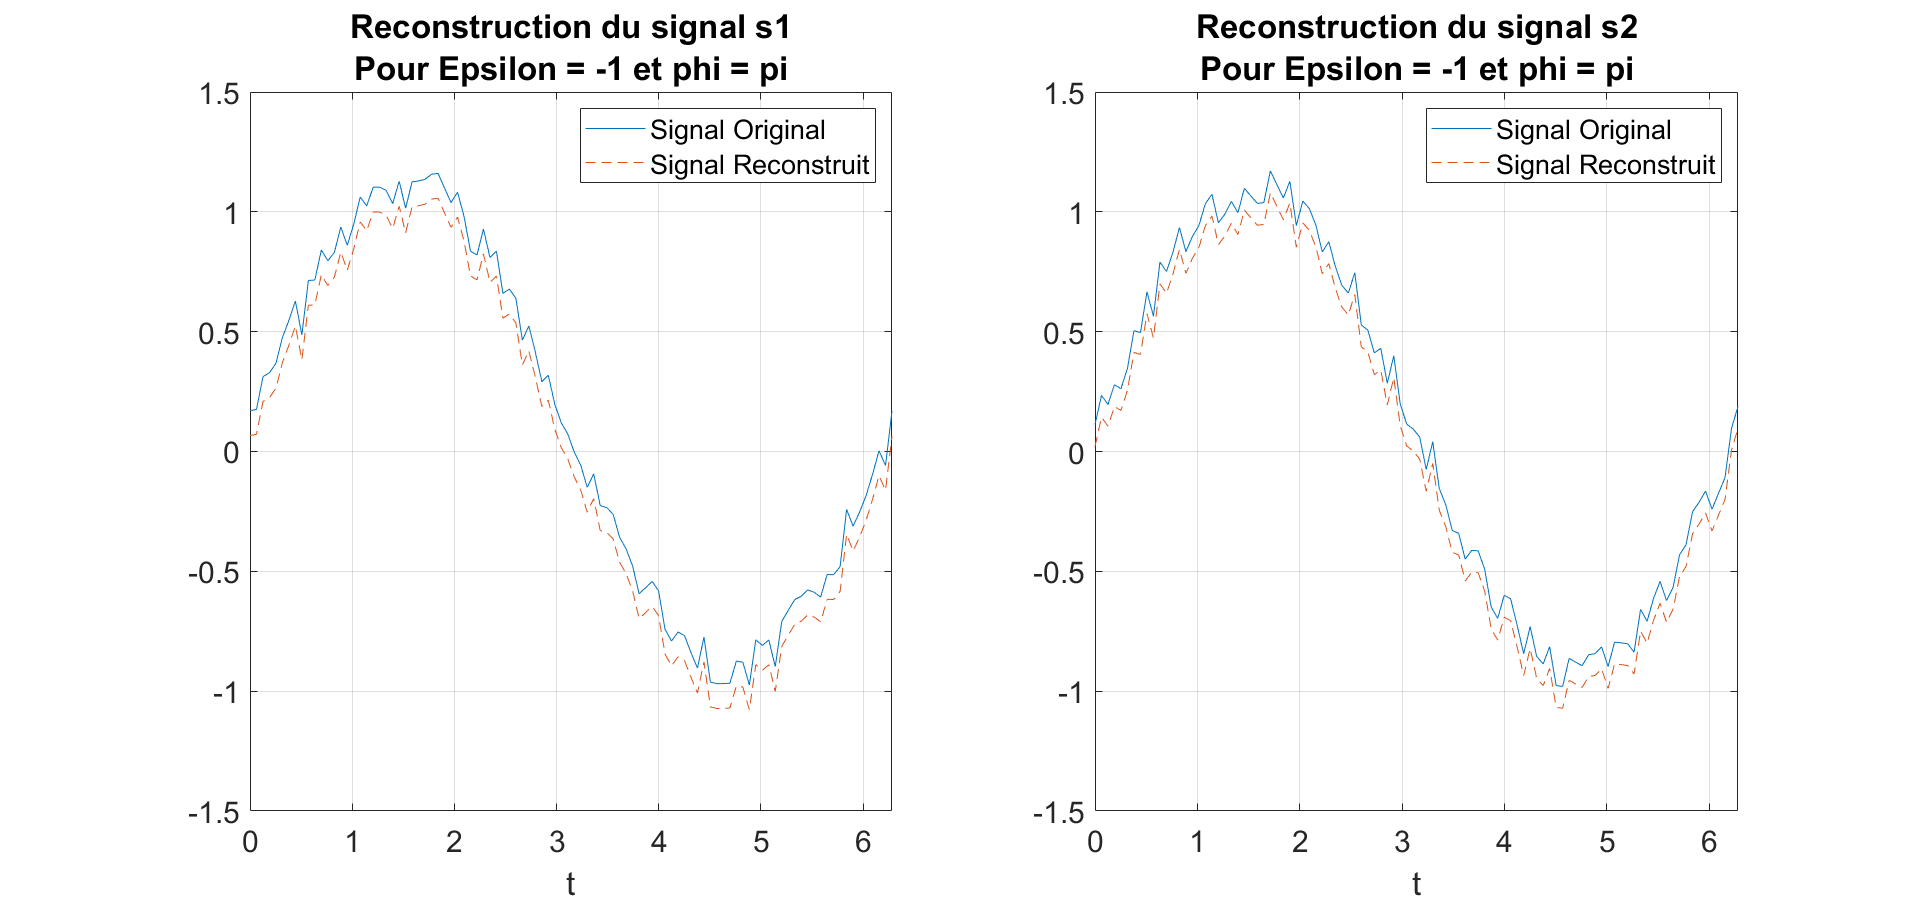 Reconstruction du signal s1
Pour Epsilon = -1 et phi = pi
1.5
1
0.5
0
-0.5
-1
-1.5
0 1 2 3 4 5 6
t
Signal Original
Signal Reconstruit
Reconstruction du signal s2
Pour Epsilon = -1 et phi = pi
1.5
1
0.5
0
-0.5
-1
-1.5
0 1 2 3 4 5 6
t
Signal Original
Signal Reconstruit